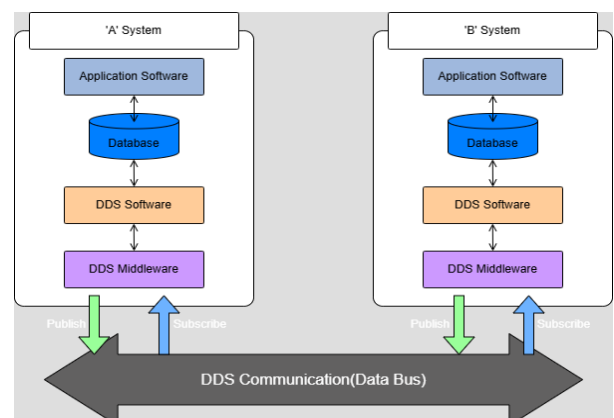 'A' System
Application Software
Database
DDS Software
DDS Middleware
Publish
Subscribe
'B' System
Application Software
Database
DDS Software
DDS Middleware
Publish
Subscribe
DDS Communication(Data Bus)